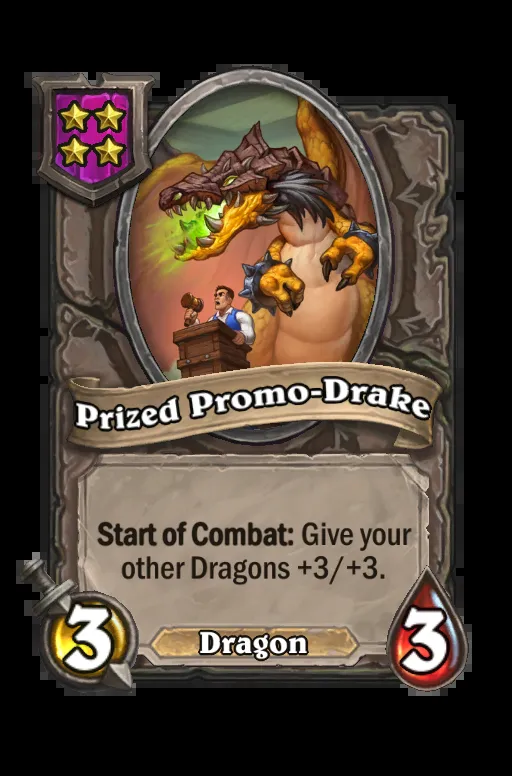 Prized Promo-Drake
Start of Combat: Give your
other Dragons +3/+3.
3
Dragon
3